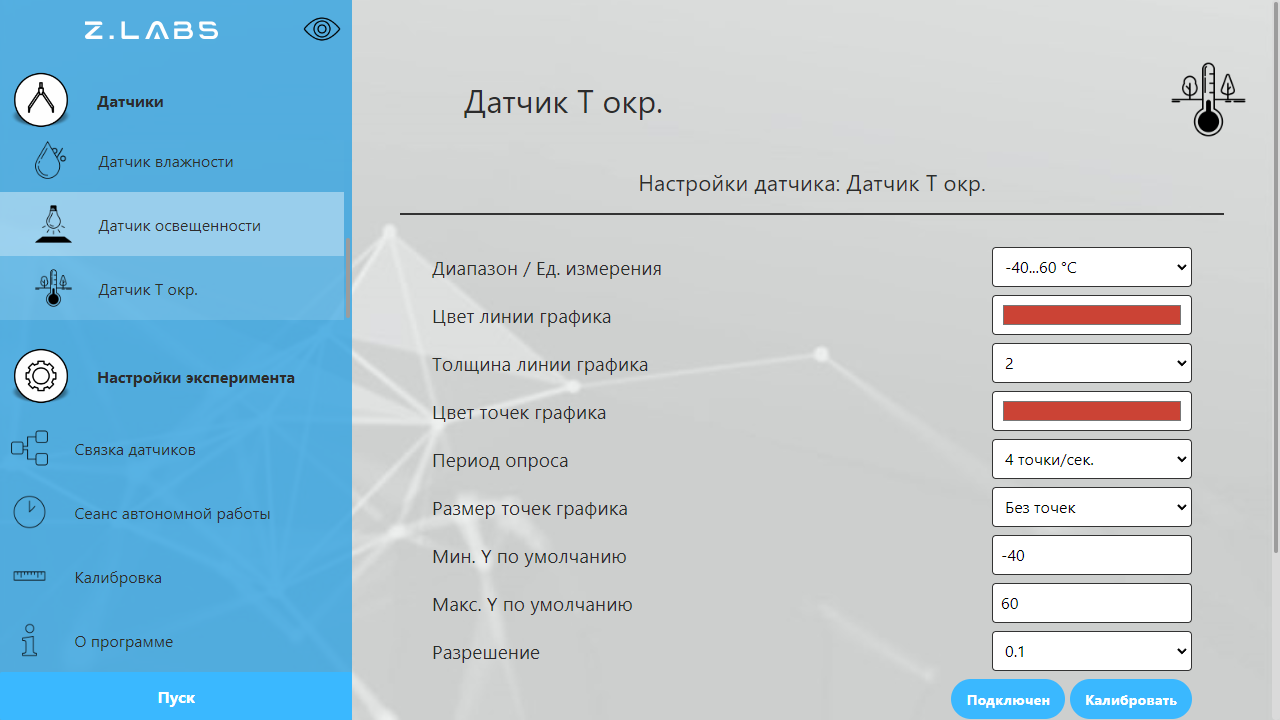 Z.LABS
Датчики
Датчик влажности
Датчик освещенности
Датчик Т окр.
Настройки эксперимента
Связка датчиков
Сеанс автономной работы
Калибровка
О программе
Пуск
Датчик Т окр.
Настройки датчика: Датчик Т окр.
Диапазон / Ед. измерения
-40...60 °C
Цвет линии графика
Толщина линии графика
2
Цвет точек графика
Период опроса
4 точки/сек.
Размер точек графика
Без точек
Мин. Y по умолчанию
-40
Макс. Y по умолчанию
60
Разрешение
0.1
Подключен
Калибровать